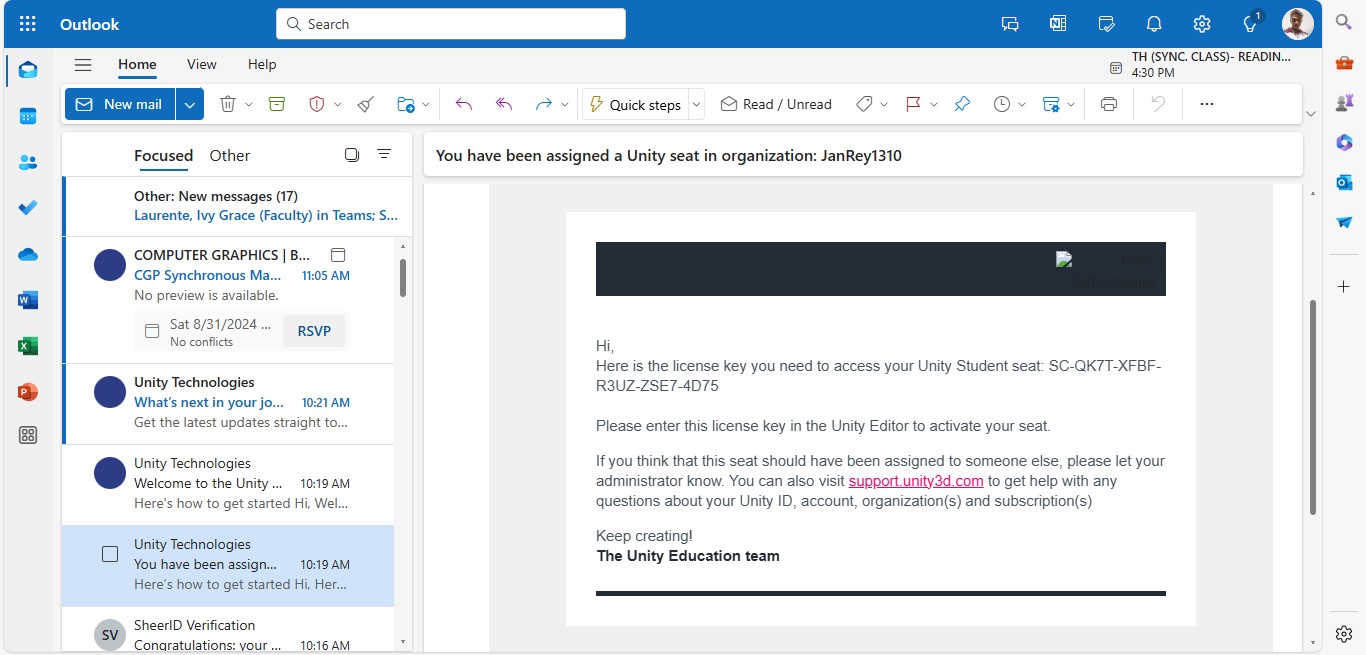 Outlook
Search
1
TH (SYNC. CLASS)- READIN...
4:30 PM
Home View Help
New mail
Quick steps
Read / Unread
Focused Other
Other: New messages (17)
Laurente, Ivy Grace (Faculty) in Teams; S...
COMPUTER GRAPHICS | B...
CGP Synchronous Ma... 11:05 AM
No preview is available.
Sat 8/31/2024 ...
No conflicts
RSVP
Unity Technologies
What's next in your jo... 10:21 AM
Get the latest updates straight to...
Unity Technologies
Welcome to the Unity ... 10:19 AM
Here's how to get started Hi, Wel...
Unity Technologies
You have been assign... 10:19 AM
Here's how to get started Hi, Her...
SV
SheerID Verification
Congratulations: your ... 10:16 AM
You have been assigned a Unity seat in organization: JanRey1310
Unity
Technologies
Hi,
Here is the license key you need to access your Unity Student seat: SC-QK7T-XFBF-
R3UZ-ZSE7-4D75
Please enter this license key in the Unity Editor to activate your seat.
If you think that this seat should have been assigned to someone else, please let your
administrator know. You can also visit support.unity3d.com to get help with any
questions about your Unity ID, account, organization(s) and subscription(s)
Keep creating!
The Unity Education team